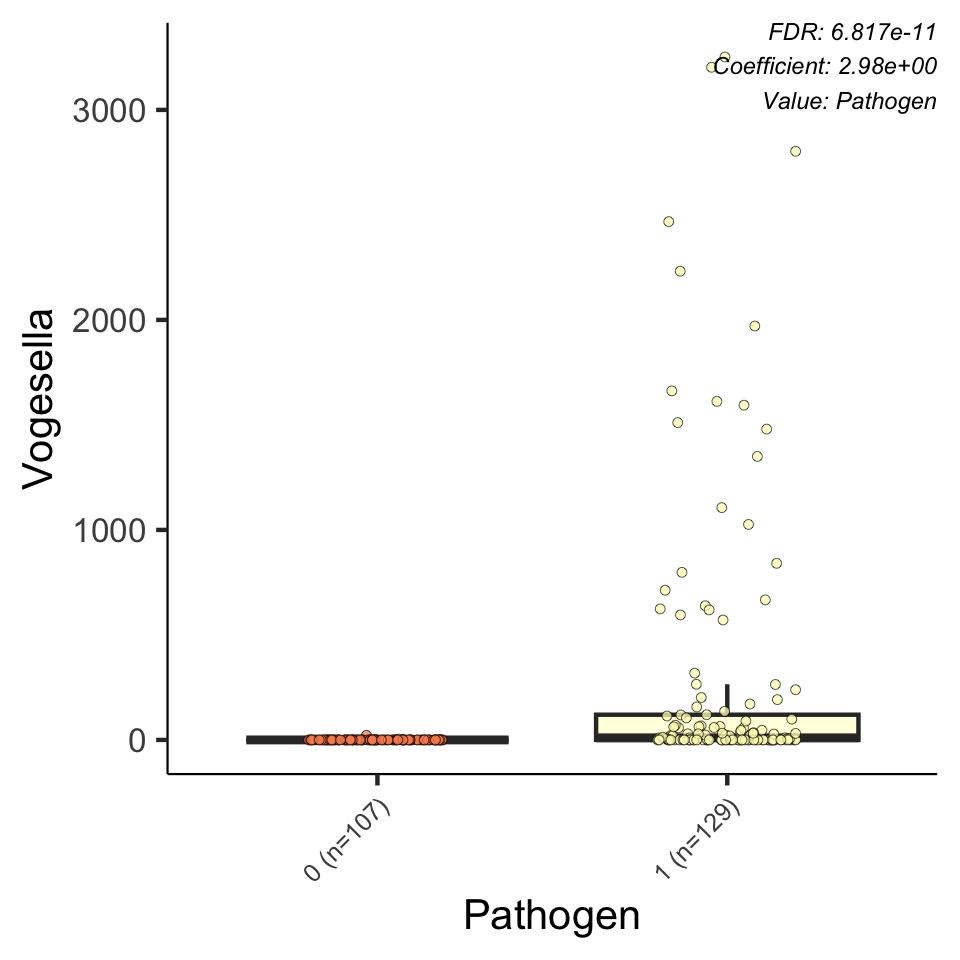 FDR: 6.817e-11
Coefficient: 2.98e+00
Value: Pathogen
3000
2000
1000
0
Vogesella
0 (n=107)
1 (n=129)
Pathogen